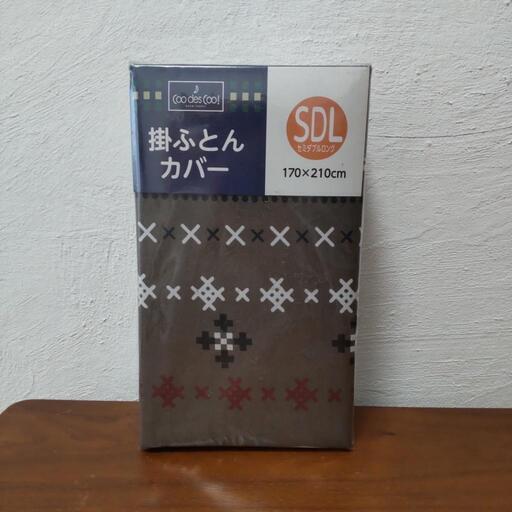 Coo des Coo!
掛ふとん
カバー
SDL
セミダブルロング
170×210cm